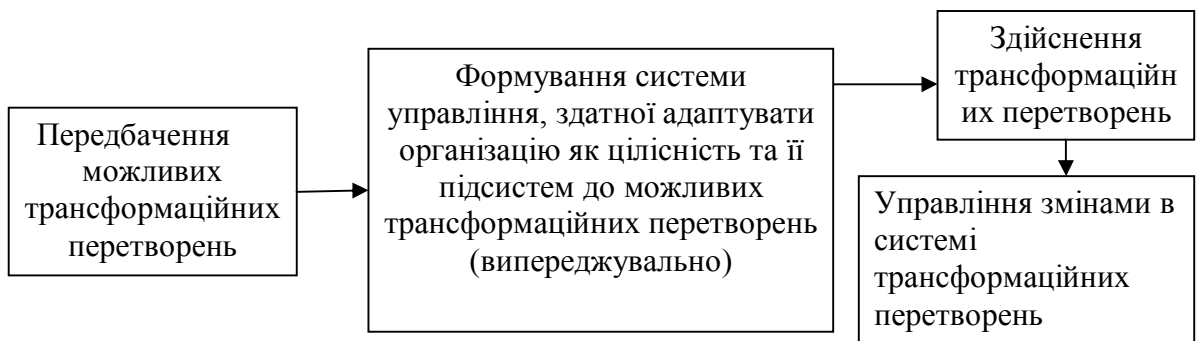 Передбачення
можливих
трансформаційних
перетворень
Формування системи
управління, здатної адаптувати
організацію як цілісність та її
підсистем до можливих
трансформаційних перетворень
(випереджувально)
Здійснення
трансформаційн
их перетворень
Управління змінами в
системі
трансформаційних
перетворень